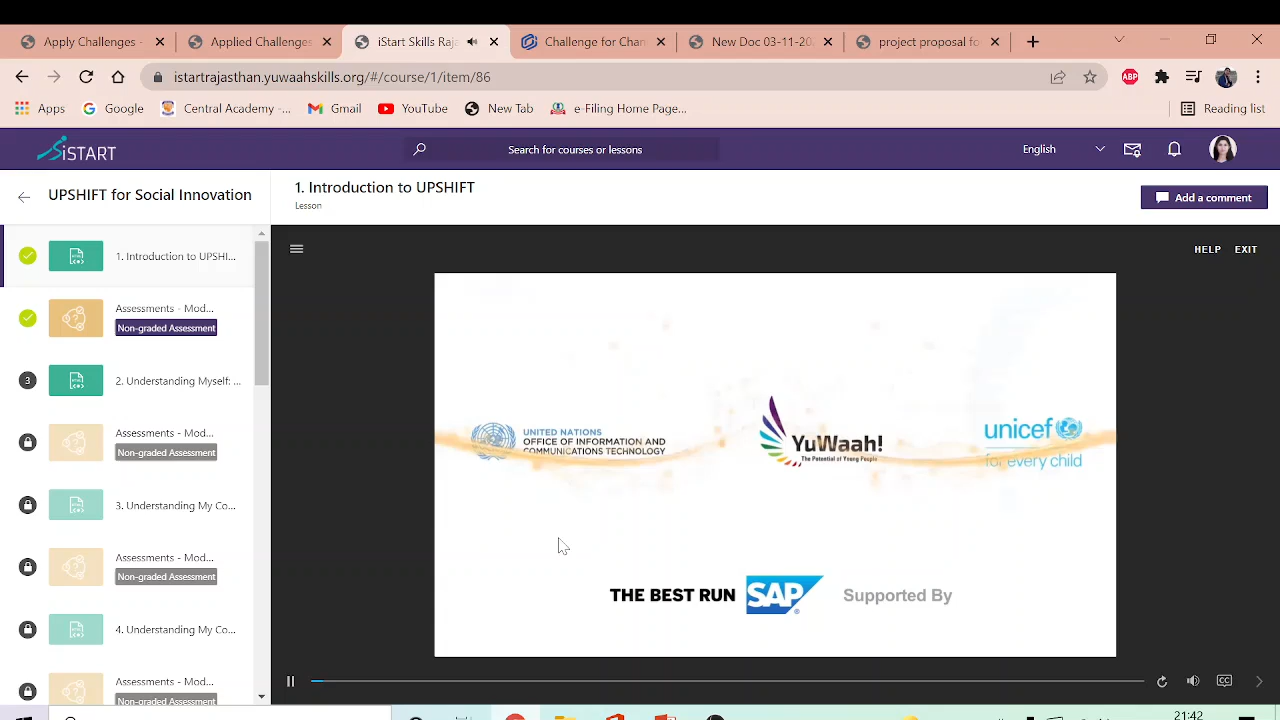 Apply Challenges -
Applied Challenges
iStart Skills Raja
Challenge for Chan
New Doc 03-11-20
project proposal fo
istartrajasthan.yuwaahskills.org/#/course/1/item/86
ABP
Apps
Google
Central Academy -...
Gmail
YouTube
New Tab
e-Filing Home Page...
Reading list
iSTART
Search for courses or lessons
English
UPSHIFT for Social Innovation
1. Introduction to UPSHIFT
Lesson
Add a comment
1. Introduction to UPSHI...
Assessments - Mod...
Non-graded Assessment
3
2. Understanding Myself: ...
Assessments - Mod...
Non-graded Assessment
3. Understanding My Co...
Assessments - Mod...
Non-graded Assessment
4. Understanding My Co...
Assessments - Mod...
Non-graded Assessment
HELP
EXIT
UNITED NATIONS
OFFICE OF INFORMATION AND
COMMUNICATIONS TECHNOLOGY
YuWaah!
The Potential of Young People
unicef
for every child
THE BEST RUN
SAP
®
Supported By
CC
21:42